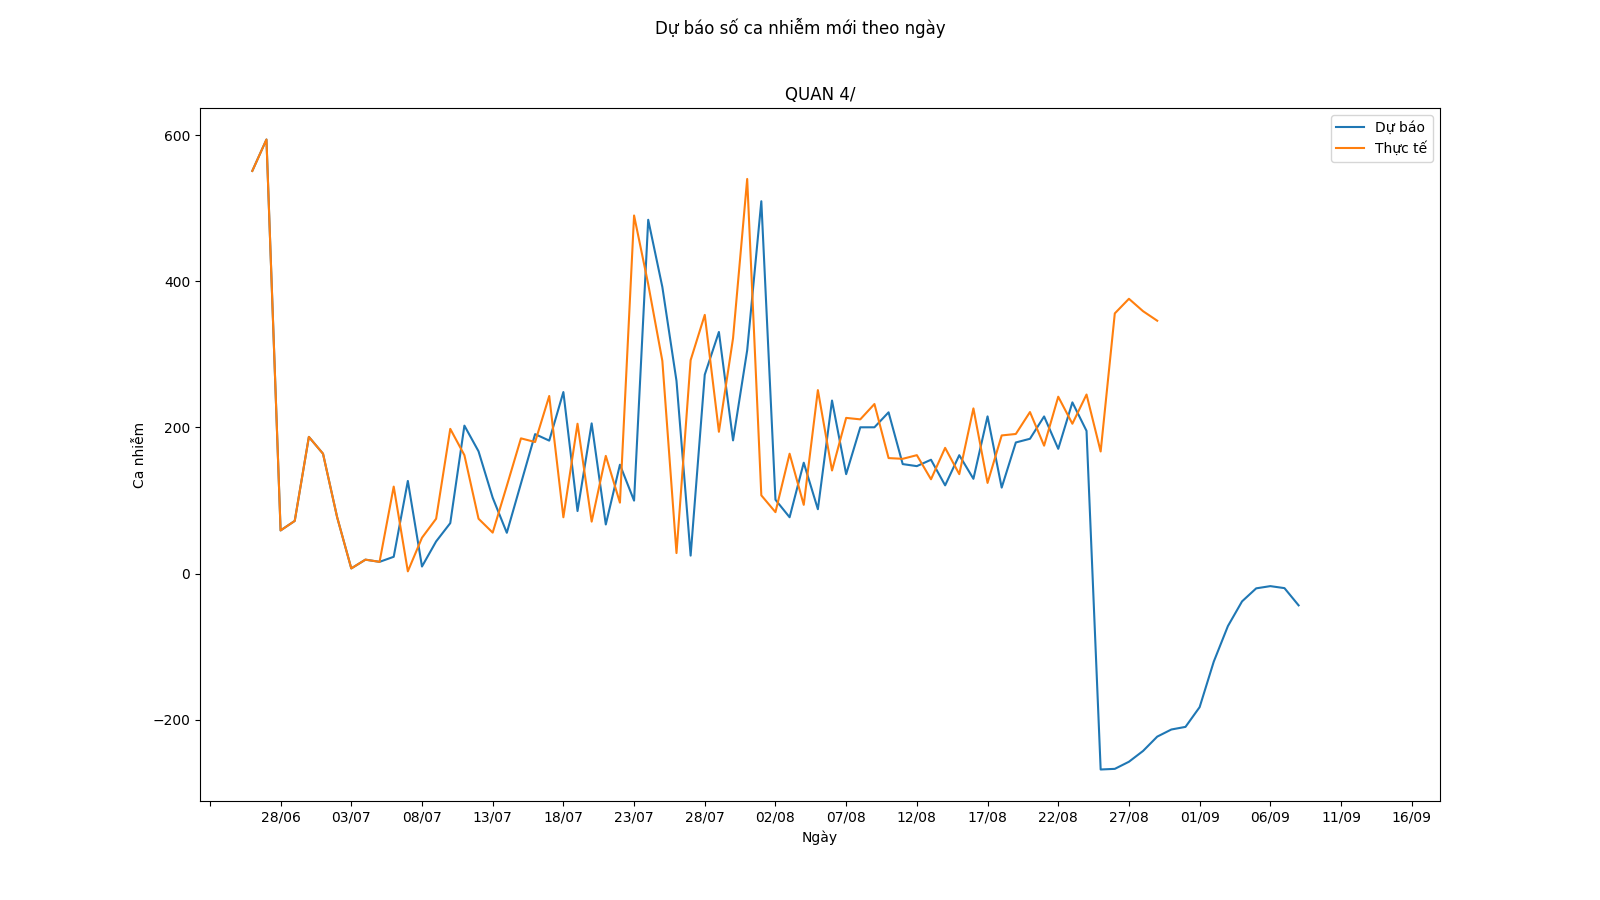 Dự báo số ca nhiễm mới theo ngày
QUAN 4/
Dự báo
Thực tế
600
400
200
0
−200
Ca nhiễm
28/06 03/07 08/07 13/07 18/07 23/07 28/07 02/08 07/08 12/08 17/08 22/08 27/08 01/09 06/09 11/09 16/09
Ngày